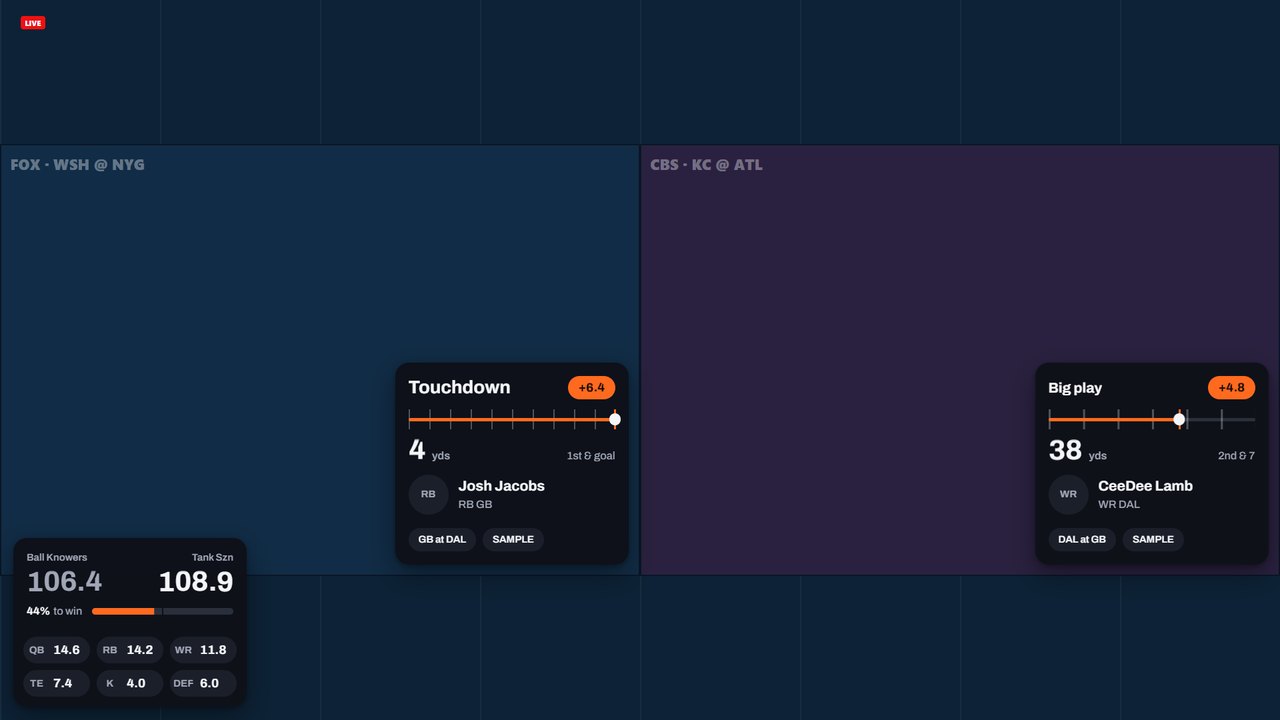 LIVE
FOX · WSH @ NYG
CBS · KC @ ATL
Touchdown +6.4
4 yds 1st & goal
RB Josh Jacobs
RB GB
GB at DAL SAMPLE
Big play +4.8
38 yds 2nd & 7
WR CeeDee Lamb
WR DAL
DAL at GB SAMPLE
Ball Knowers Tank Szn
106.4 108.9
44% to win
QB 14.6 RB 14.2 WR 11.8
TE 7.4 K 4.0 DEF 6.0